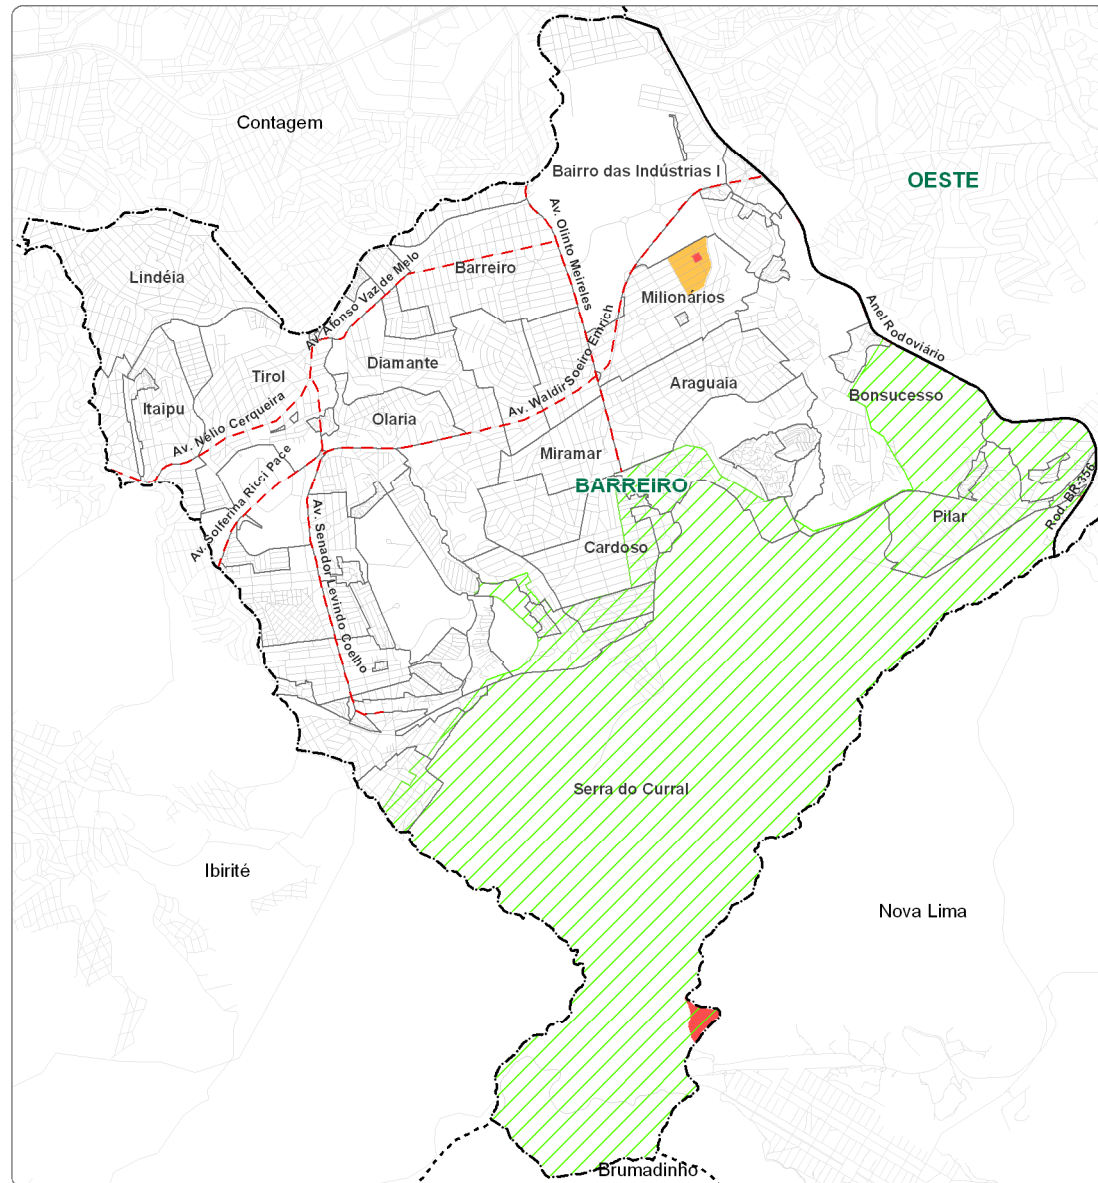 Contagem
Bairro das Indústrias I
OESTE
Av. Olinto Meireles
Lindéia
Barreiro
Av. Afonso Vaz de Melo
Milionários
Anel Rodoviário
Diamante
Tirol
Araguaia
Av. Waldir Soeiro Emrich
Bonsucesso
Itaipu
Olaria
Av. Nélio Cerqueira
Miramar
Av. Solferina Ricci Pace
BARREIRO
Rod. BR-356
Pilar
Cardoso
Av. Senador Levindo Coelho
Serra do Curral
Ibirité
Nova Lima
Brumadinho